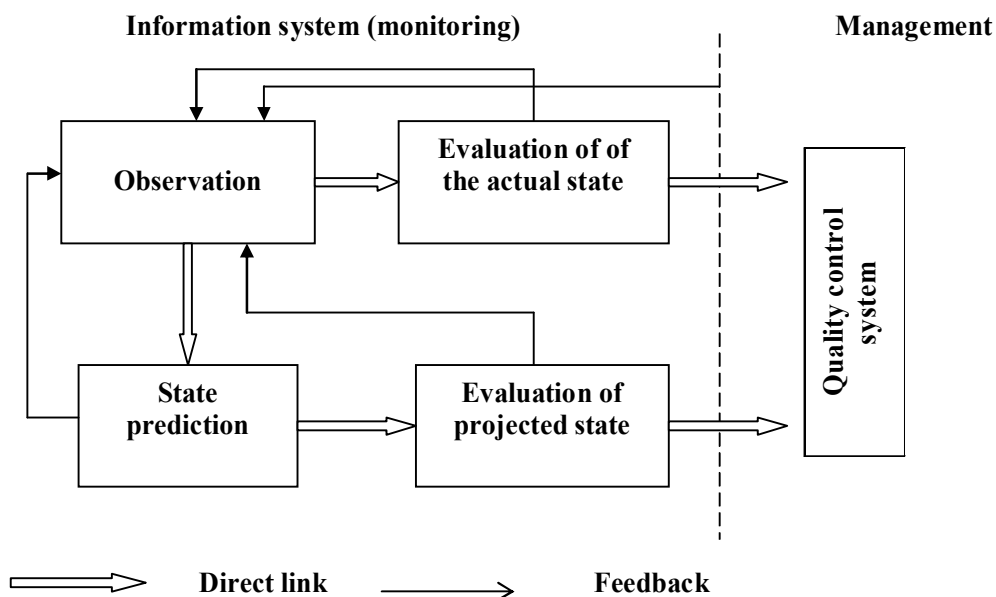 Information system (monitoring)
Management
Observation
Evaluation of of
the actual state
Quality control
system
State
prediction
Evaluation of
projected state
Direct link
Feedback